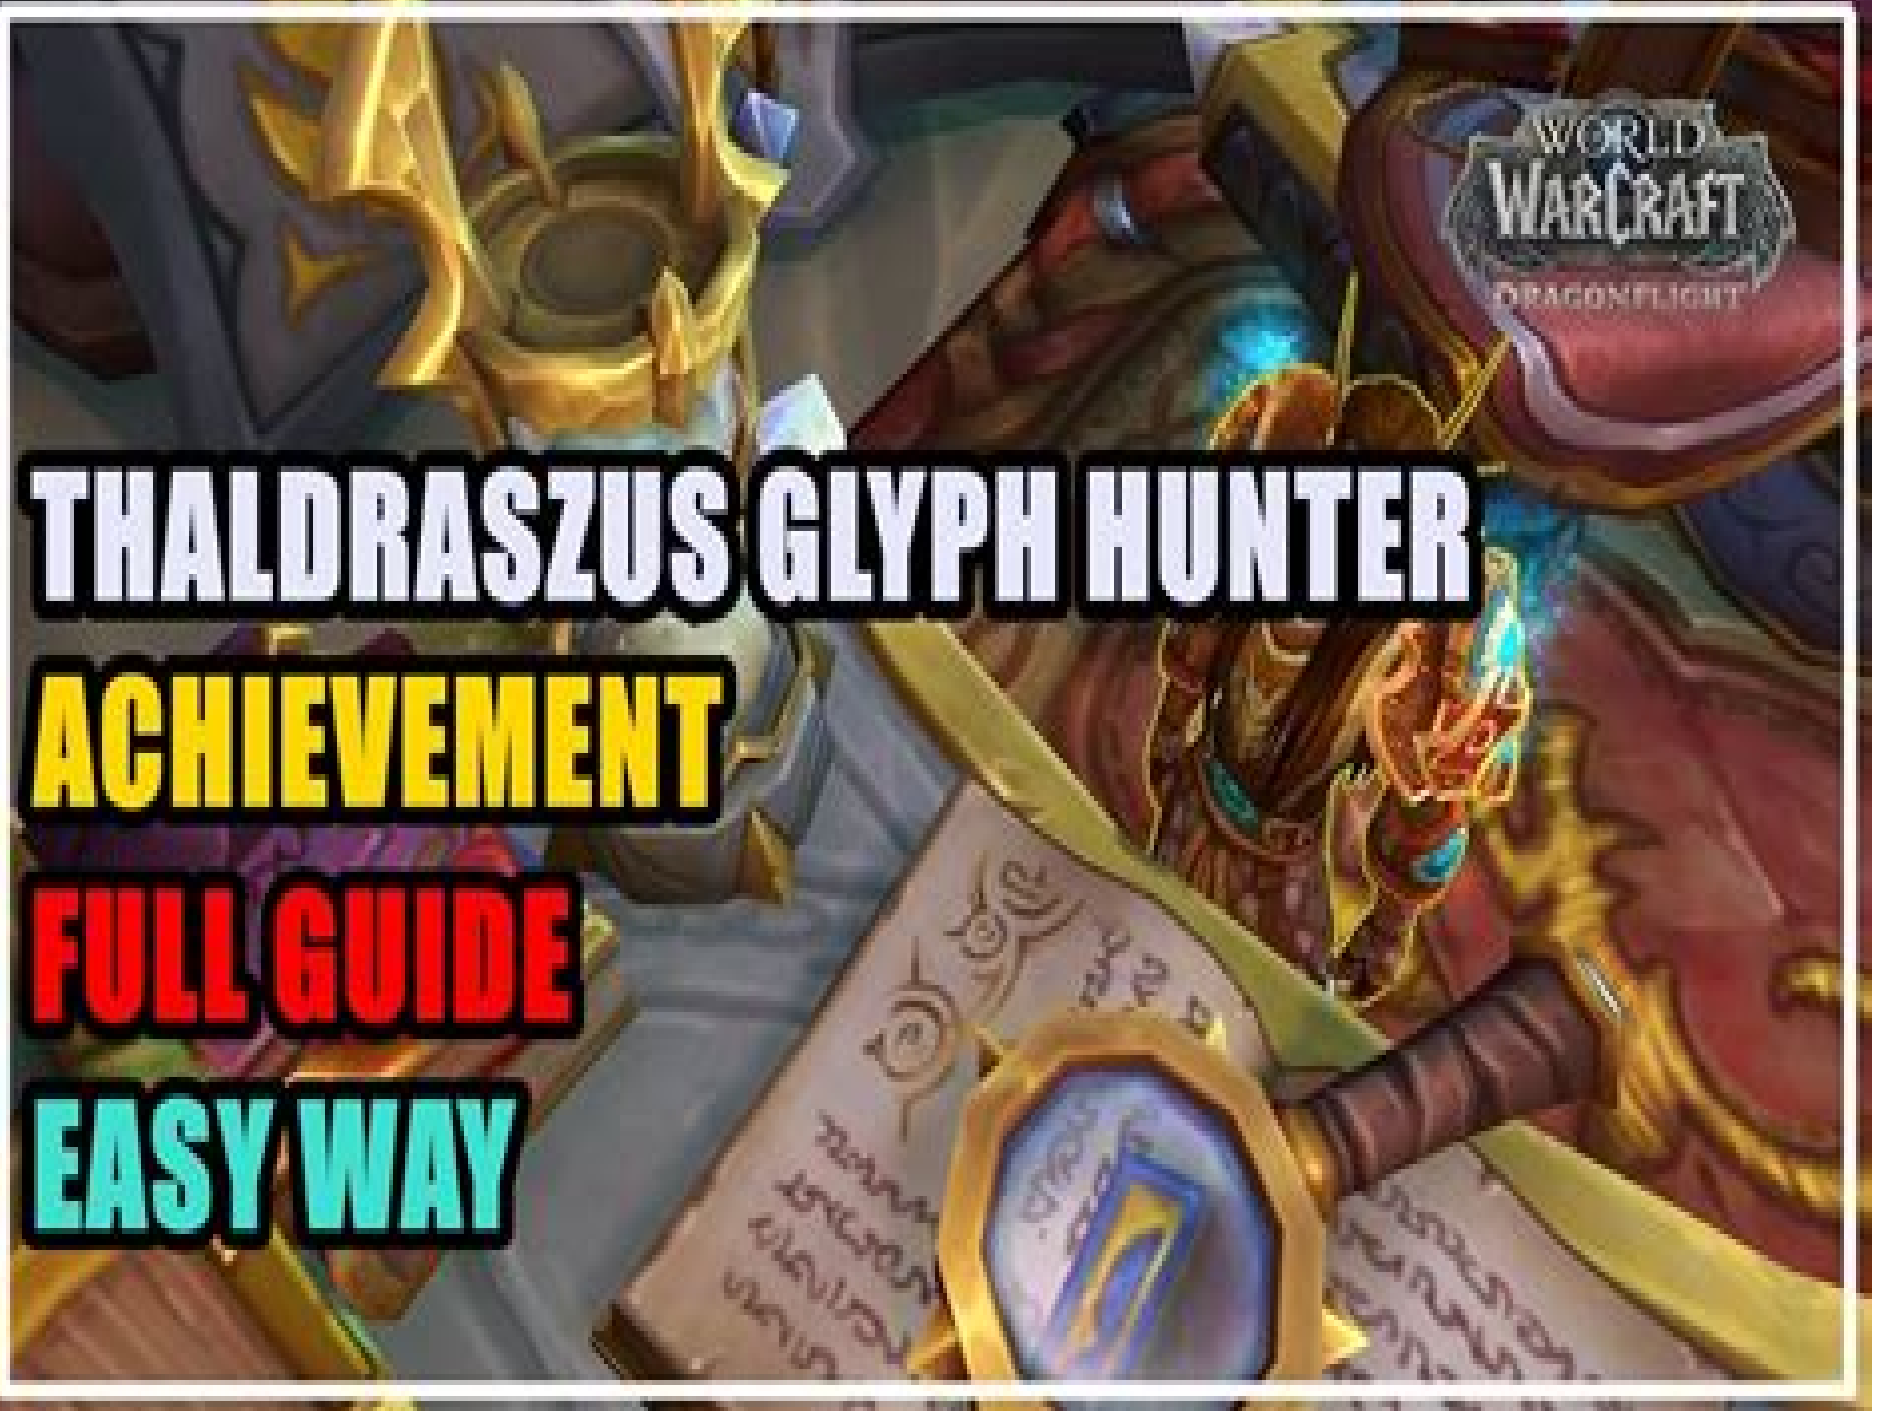 WORLD
WARCRAFT
DRAGONFLIGHT
THALDRASZUS GLYPH HUNTER
ACHIEVEMENT
FULL GUIDE
EASY WAY